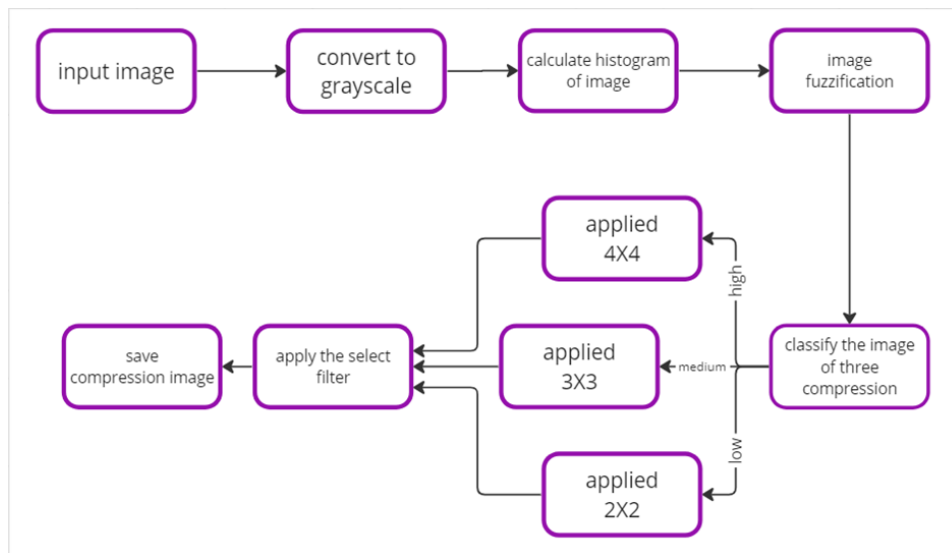 input image
convert to
grayscale
calculate histogram
of image
image
fuzzification
classify the image
of three
compression
high
medium
low
applied
4X4
applied
3X3
applied
2X2
apply the select
filter
save
compression image